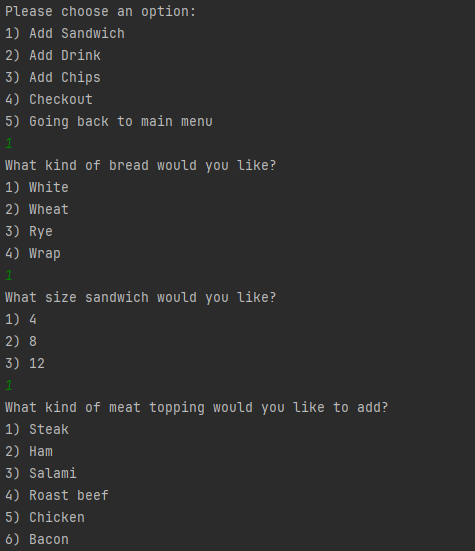 Please choose an option:
1) Add Sandwich
2) Add Drink
3) Add Chips
4) Checkout
5) Going back to main menu
1
What kind of bread would you like?
1) White
2) Wheat
3) Rye
4) Wrap
1
What size sandwich would you like?
1) 4
2) 8
3) 12
1
What kind of meat topping would you like to add?
1) Steak
2) Ham
3) Salami
4) Roast beef
5) Chicken
6) Bacon